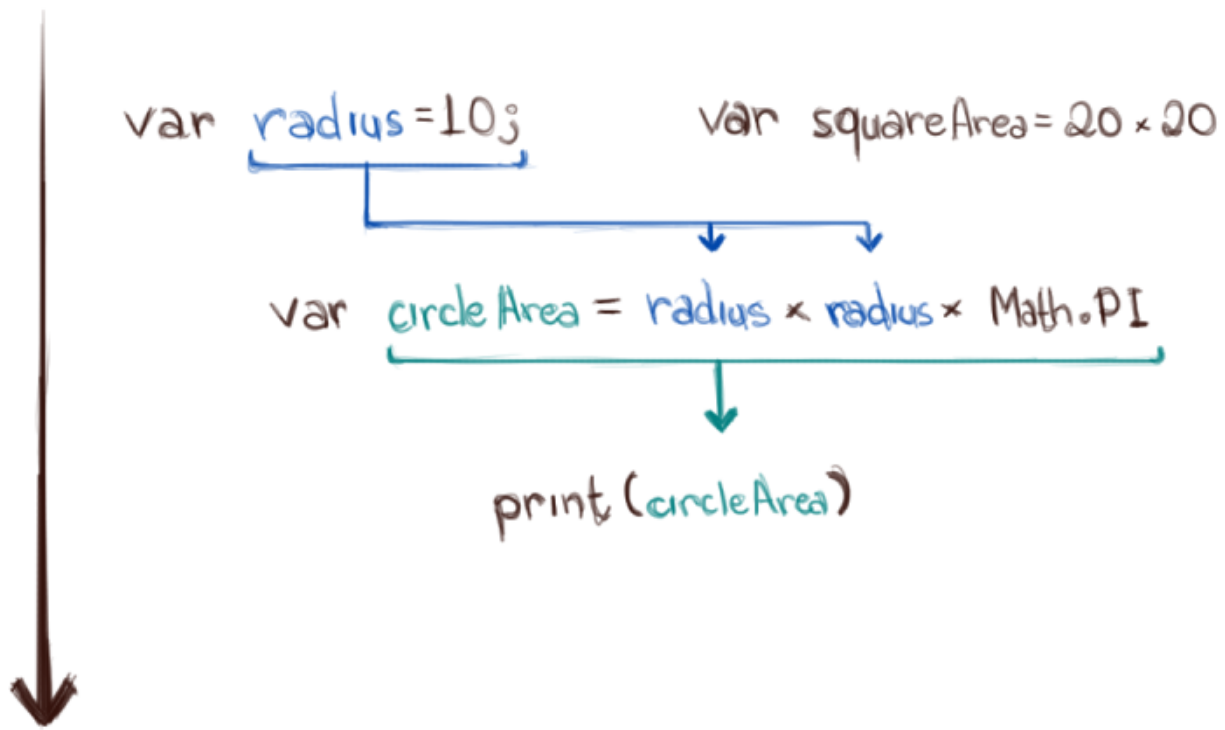 var radius = 10;
var squareArea = 20 × 20
var circleArea = radius × radius × Math.PI
print (circleArea)